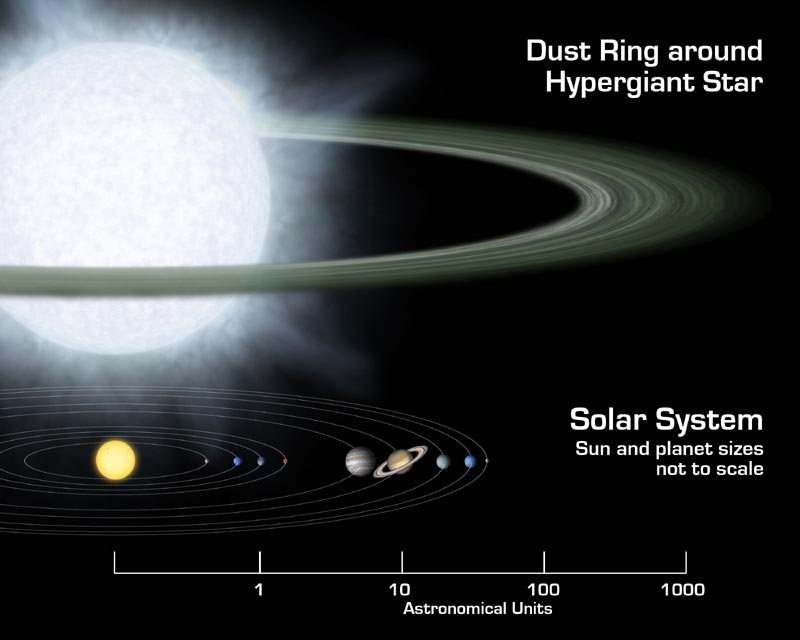 Dust Ring around
Hypergiant Star
Solar System
Sun and planet sizes
not to scale
1
10
100
1000
Astronomical Units